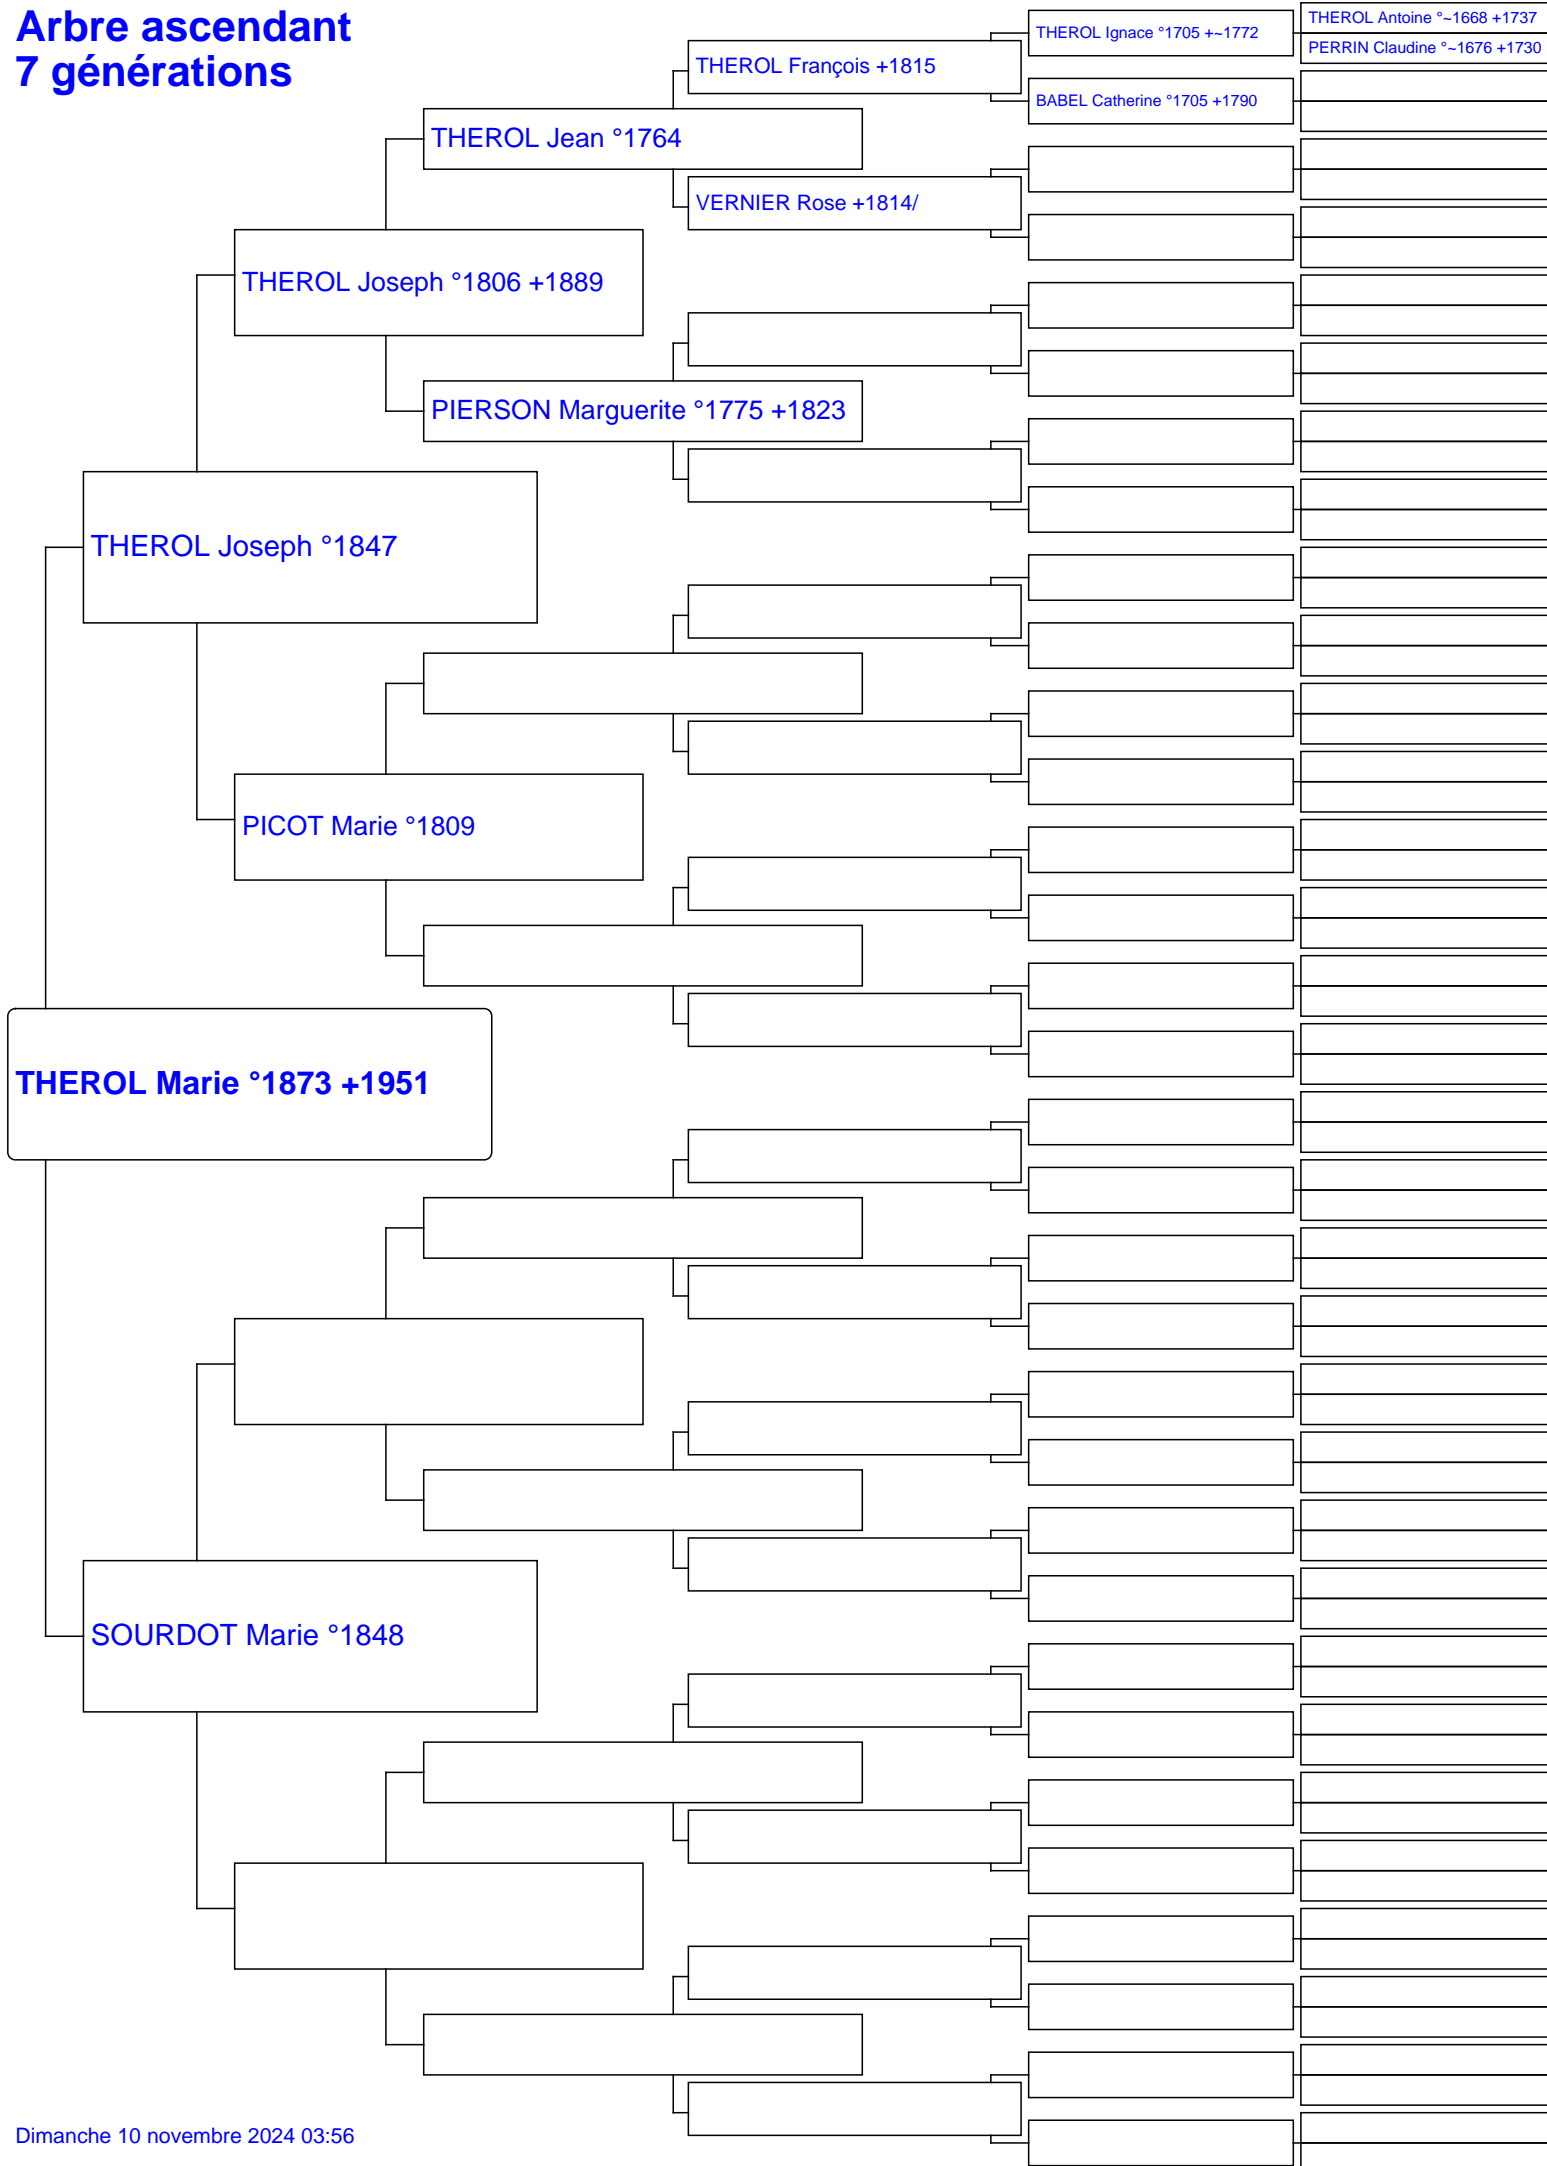 Arbre ascendant
7 générations
THEROL Antoine °~1668 +1737
THEROL Ignace °1705 +~1772
PERRIN Claudine °~1676 +1730
THEROL François +1815
BABEL Catherine °1705 +1790
THEROL Jean °1764
VERNIER Rose +1814/
THEROL Joseph °1806 +1889
PIERSON Marguerite °1775 +1823
THEROL Joseph °1847
PICOT Marie °1809
THEROL Marie °1873 +1951
SOURDOT Marie °1848
Dimanche 10 novembre 2024 03:56